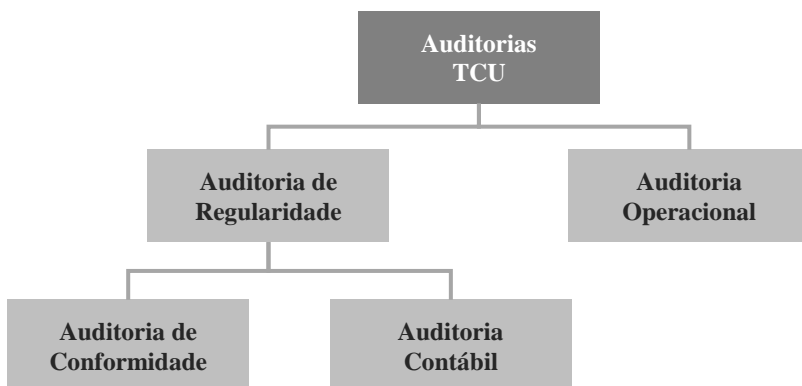 Auditorias
TCU
Auditoria de
Regularidade
Auditoria
Operacional
Auditoria de
Conformidade
Auditoria
Contábil